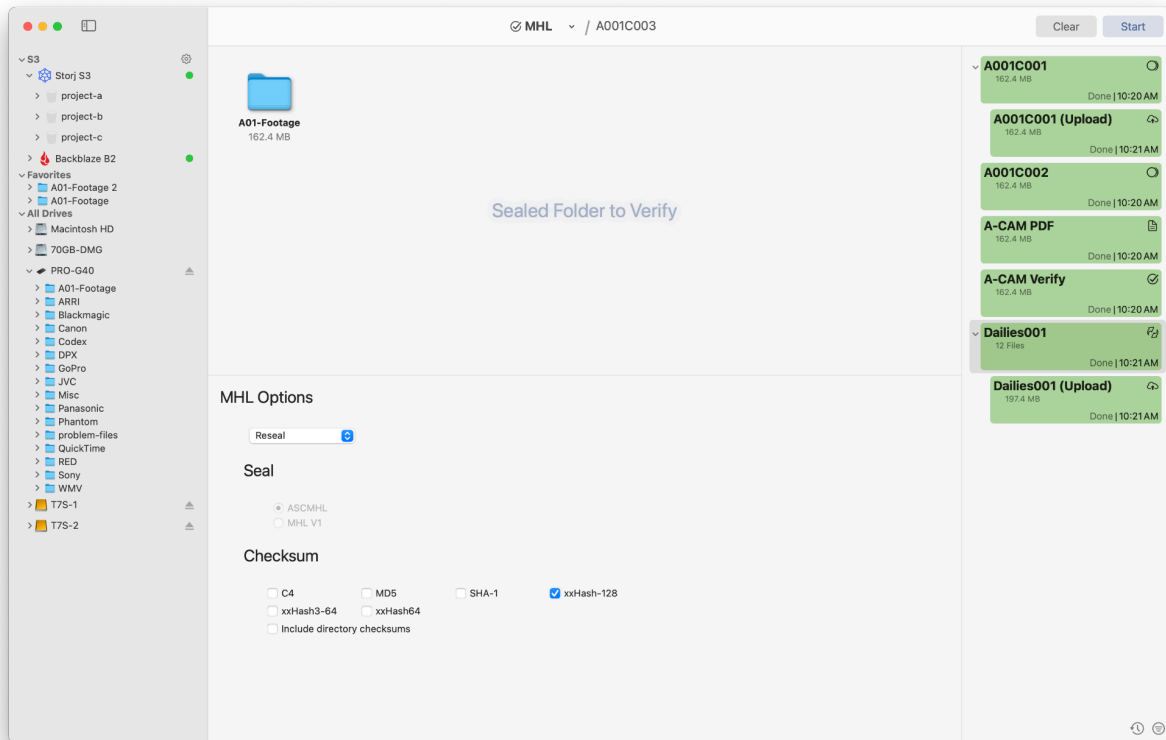 MHL / A001C003
Clear Start
S3
Storj S3
project-a
project-b
project-c
Backblaze B2
Favorites
A01-Footage 2
A01-Footage
All Drives
Macintosh HD
70GB-DMG
PRO-G40
A01-Footage
ARRI
Blackmagic
Canon
Codex
DPX
GoPro
JVC
Misc
Panasonic
Phantom
problem-files
QuickTime
RED
Sony
WMV
T7S-1
T7S-2
A01-Footage
162.4 MB
Sealed Folder to Verify
MHL Options
Reseal
Seal
ASCMHL
MHL V1
Checksum
C4 MD5 SHA-1 xxHash-128
xxHash3-64 xxHash64
Include directory checksums
A001C001
162.4 MB
Done | 10:20 AM
A001C001 (Upload)
162.4 MB
Done | 10:21 AM
A001C002
162.4 MB
Done | 10:20 AM
A-CAM PDF
162.4 MB
Done | 10:20 AM
A-CAM Verify
162.4 MB
Done | 10:20 AM
Dailies001
12 Files
Done | 10:21 AM
Dailies001 (Upload)
197.4 MB
Done | 10:21 AM